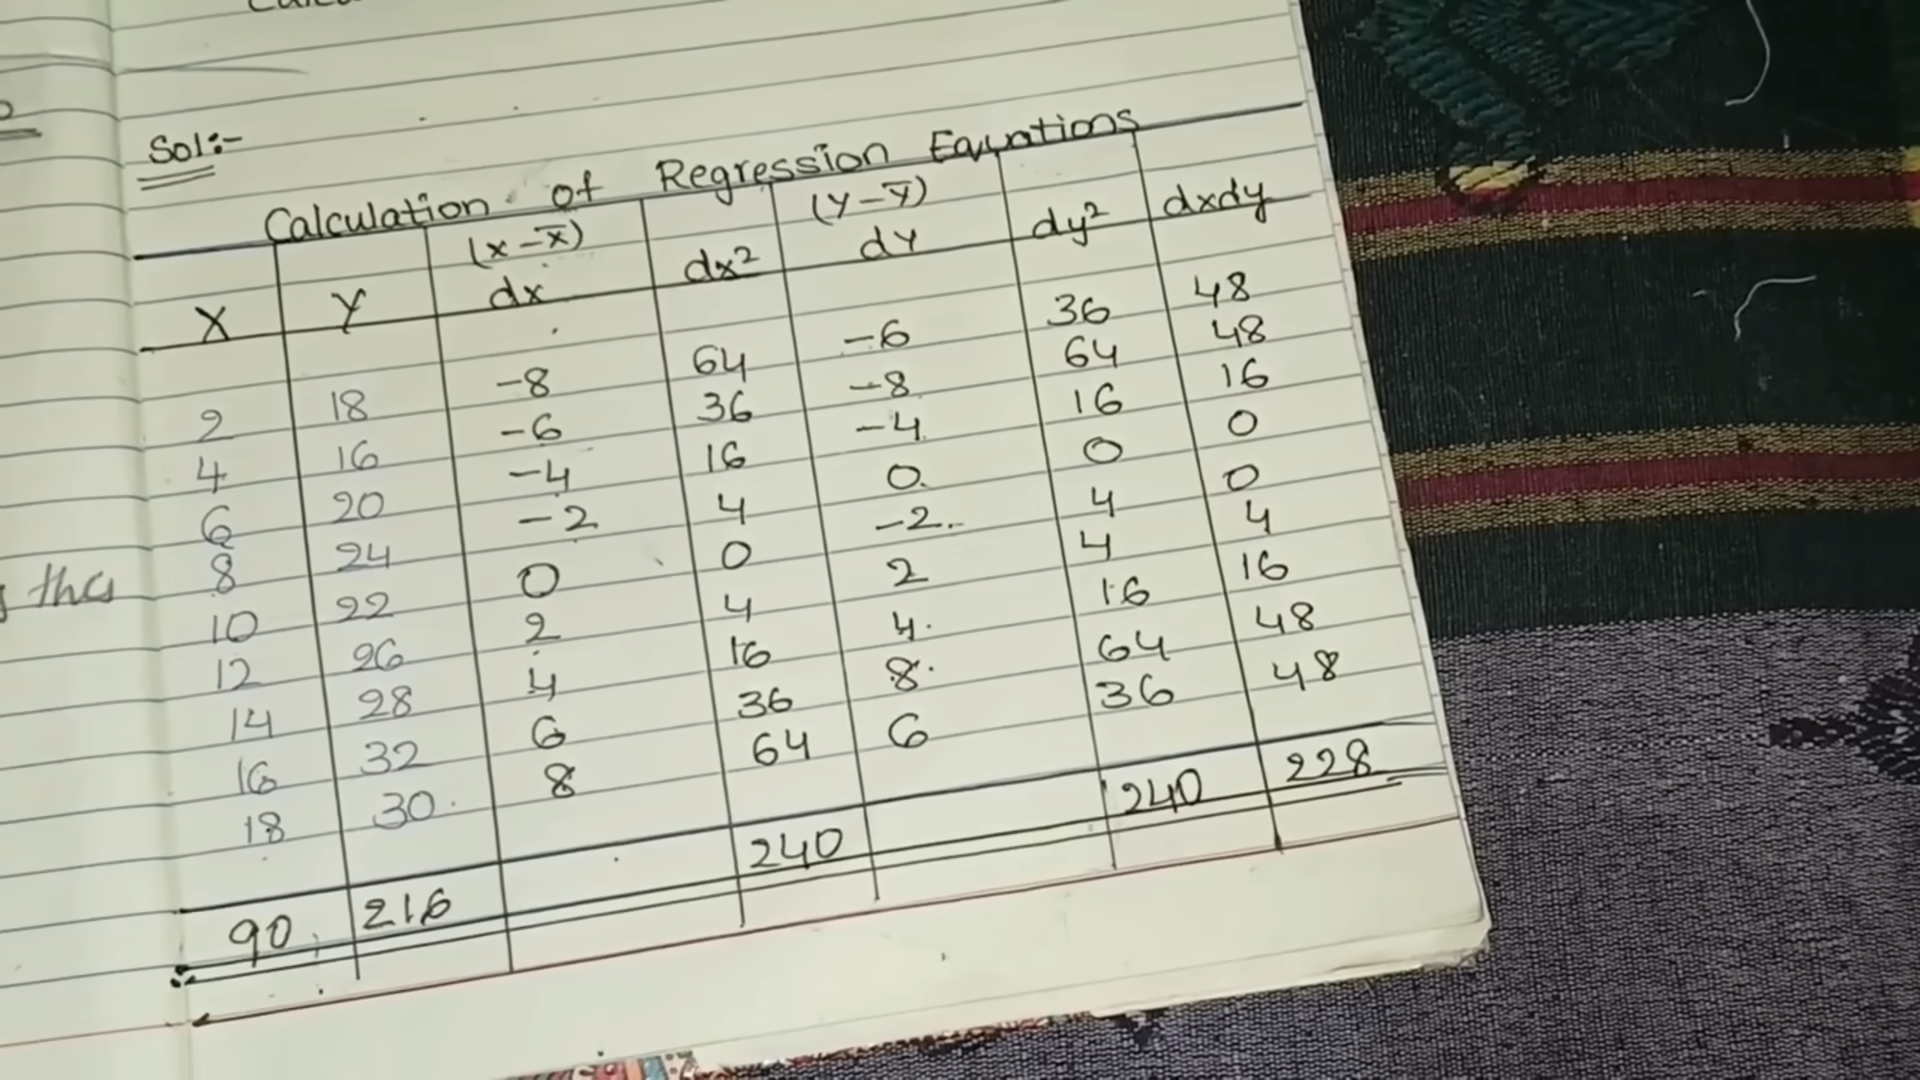 Sol:-
Calculation of Regression Equations
X Y (x-x̅) dx dx² (y-y̅) dy dy² dxdy
2 18 -8 64 -6 36 48
4 16 -6 36 -8 64 48
6 20 -4 16 -4 16 16
8 24 -2 4 0 0 0
10 22 0 0 -2 4 0
12 26 2 4 2 4 4
14 28 4 16 4 16 16
16 32 6 36 8 64 48
18 30 8 64 6 36 48
90 216 240 240 228